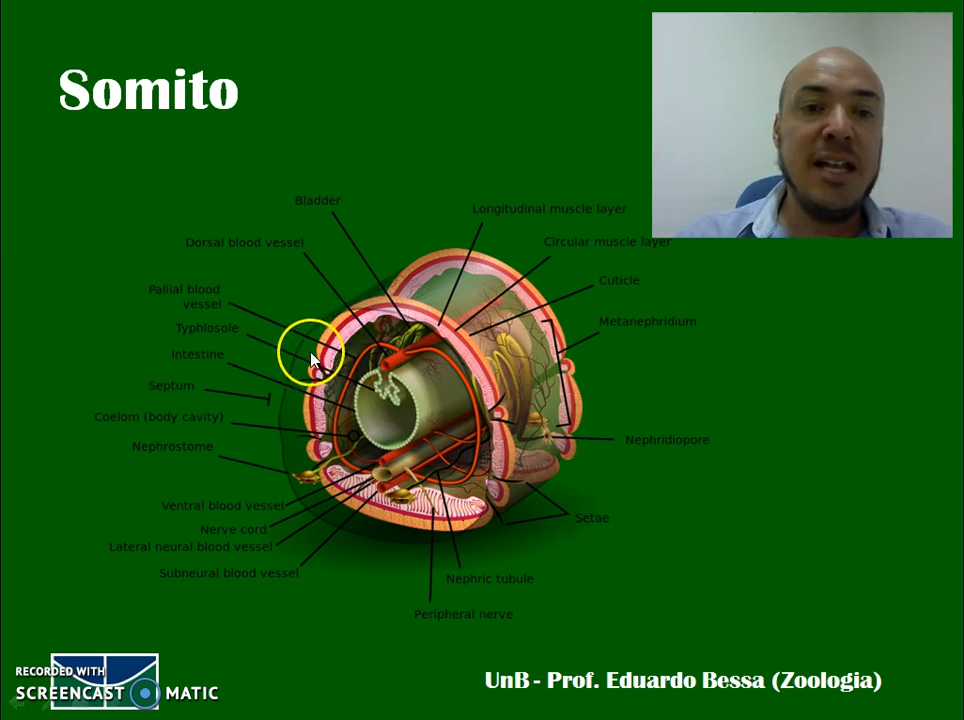 Somito
Bladder
Longitudinal muscle layer
Dorsal blood vessel
Circular muscle layer
Cuticle
Pallial blood
vessel
Metanephridium
Typhlosole
Intestine
Septum
Coelom (body cavity)
Nephridiopore
Nephrostome
Ventral blood vessel
Setae
Nerve cord
Lateral neural blood vessel
Subneural blood vessel
Nephric tubule
Peripheral nerve
RECORDED WITH
SCREENCAST MATIC
UnB - Prof. Eduardo Bessa (Zoologia)